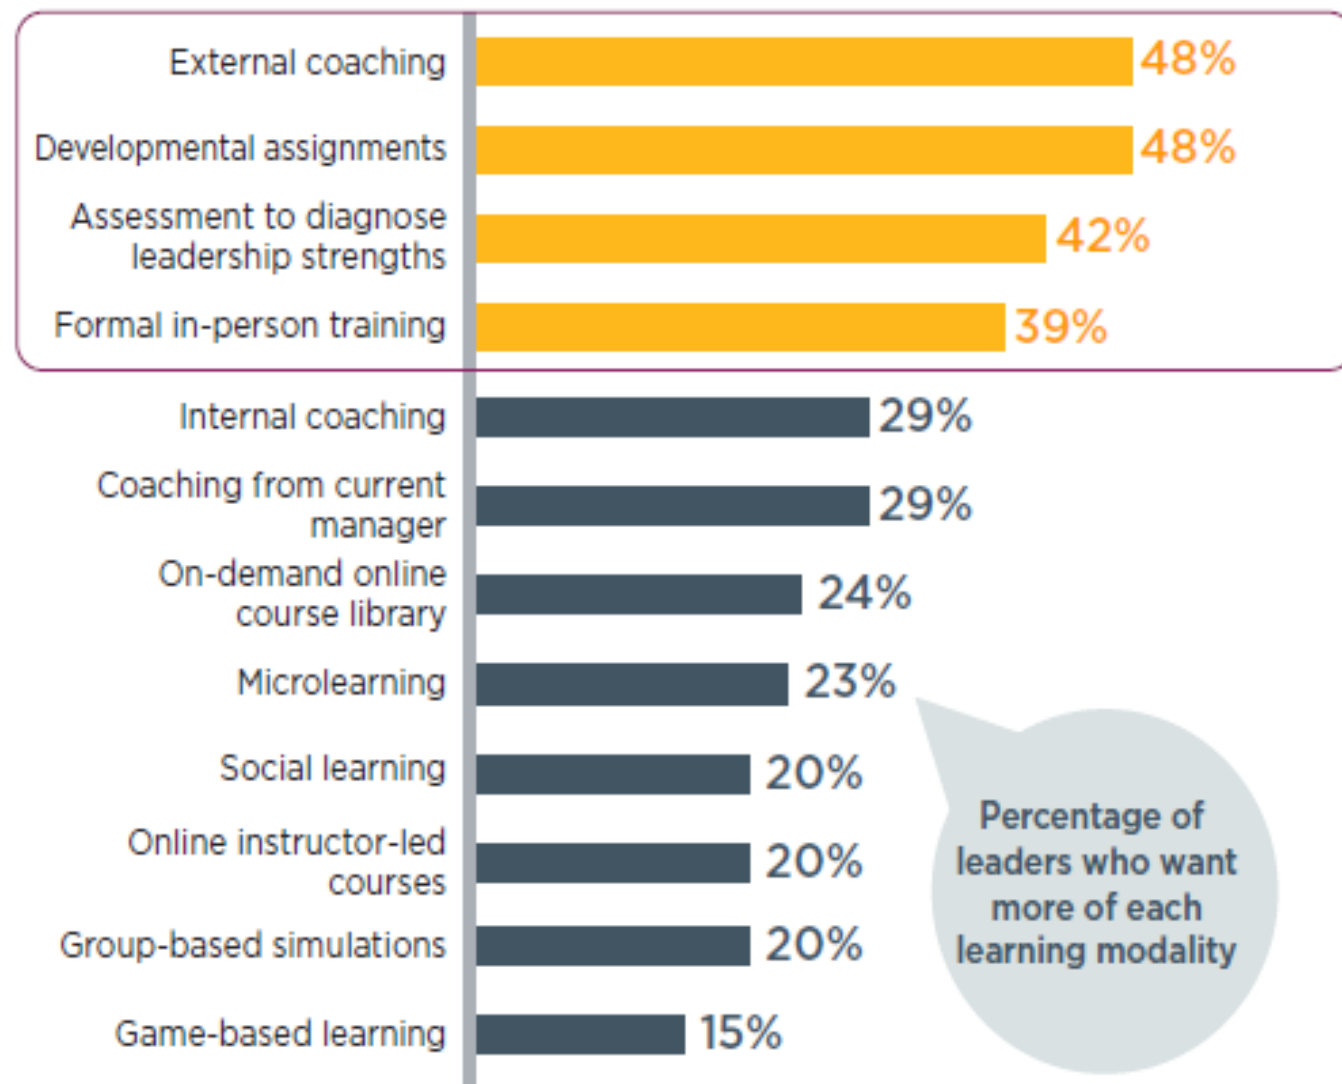 External coaching 48%
Developmental assignments 48%
Assessment to diagnose
leadership strengths 42%
Formal in-person training 39%
Internal coaching 29%
Coaching from current
manager 29%
On-demand online
course library 24%
Microlearning 23%
Social learning 20%
Online instructor-led
courses 20%
Group-based simulations 20%
Game-based learning 15%
Percentage of
leaders who want
more of each
learning modality